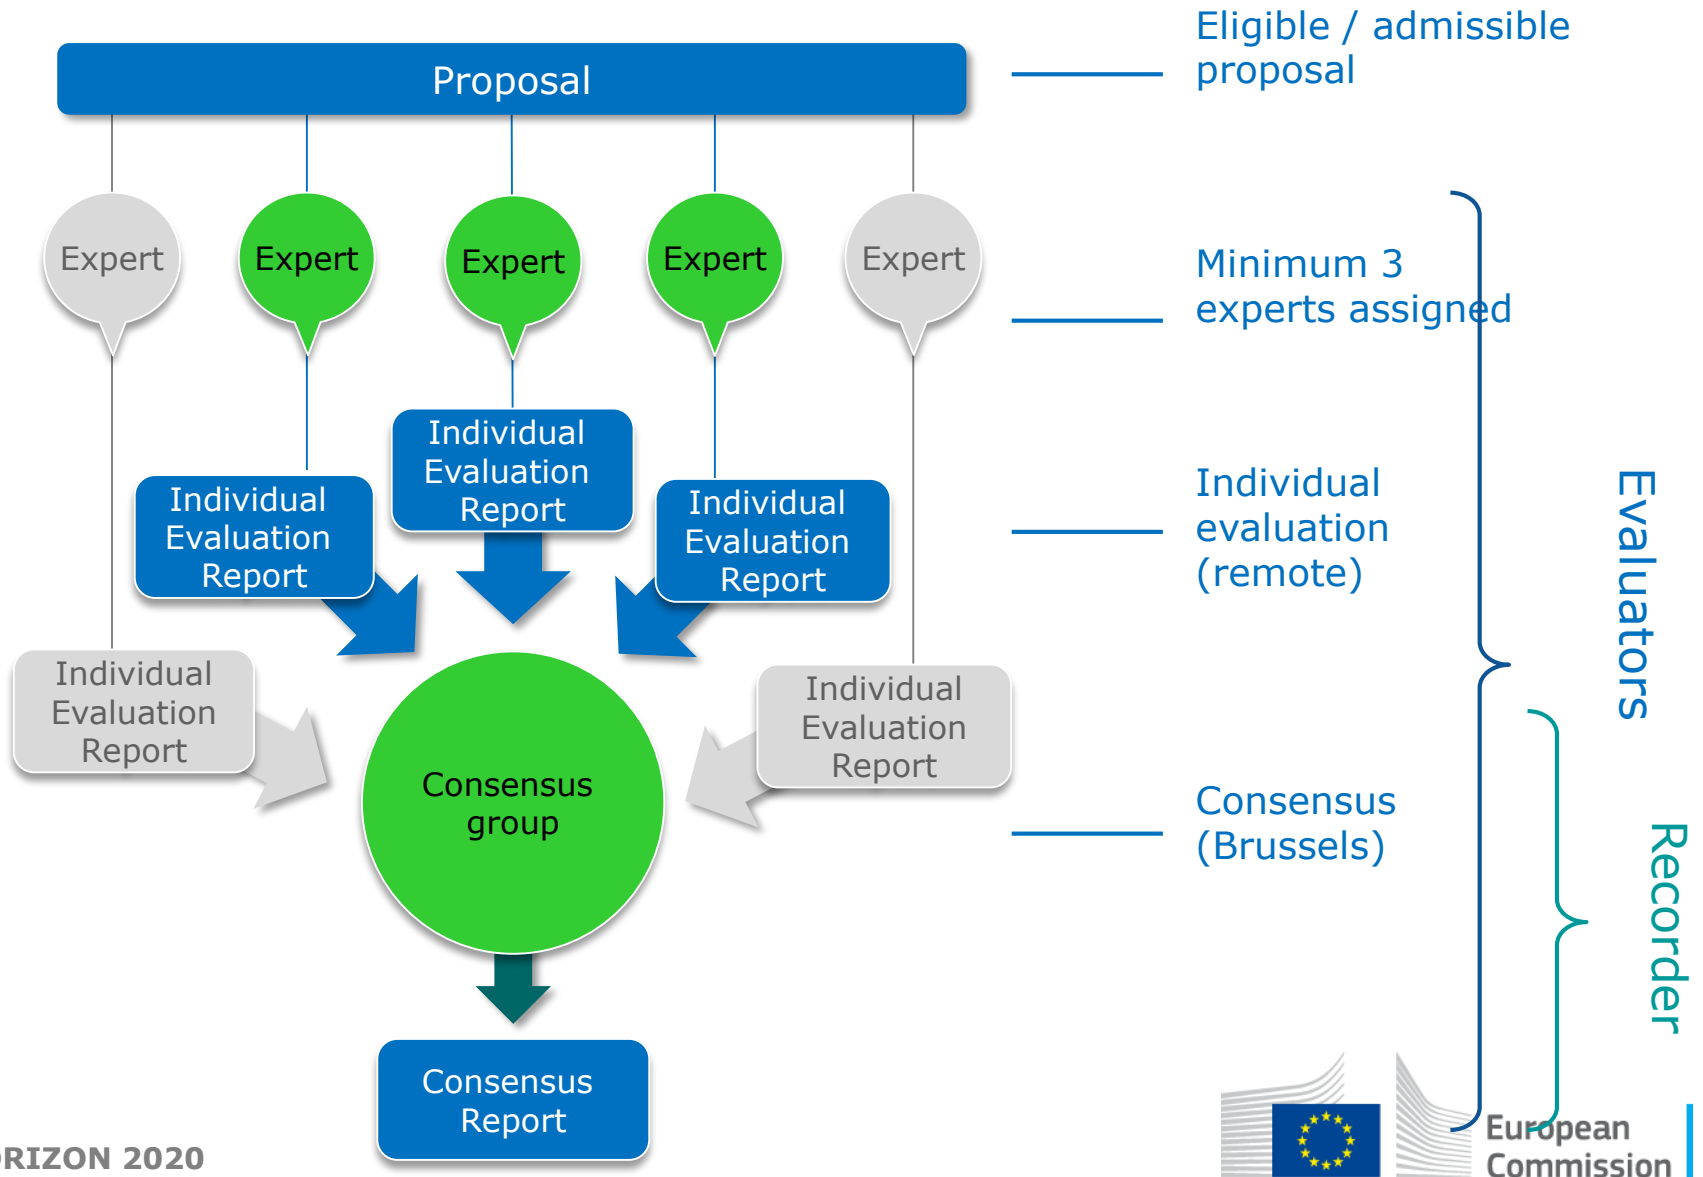 Eligible / admissible
proposal
Proposal
Expert
Expert
Expert
Expert
Expert
Minimum 3
experts assigned
Individual
Evaluation
Report
Individual
Evaluation
Report
Individual
Evaluation
Report
Individual
evaluation
(remote)
Evaluators
Individual
Evaluation
Report
Individual
Evaluation
Report
Consensus
group
Consensus
(Brussels)
Recorder
Consensus
Report
ORIZON 2020
European
Commission